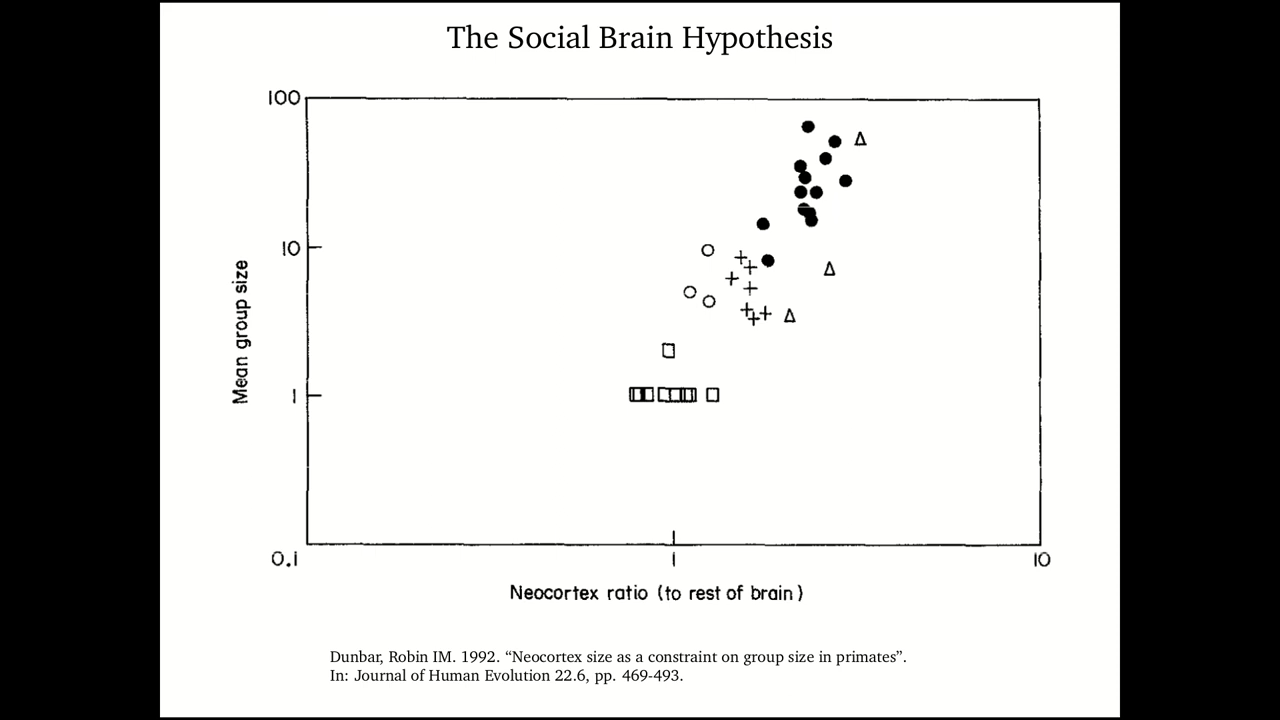 The Social Brain Hypothesis
100
10
1
0.1
1
10
Mean group size
Neocortex ratio (to rest of brain)
Dunbar, Robin IM. 1992. “Neocortex size as a constraint on group size in primates”.
In: Journal of Human Evolution 22.6, pp. 469-493.